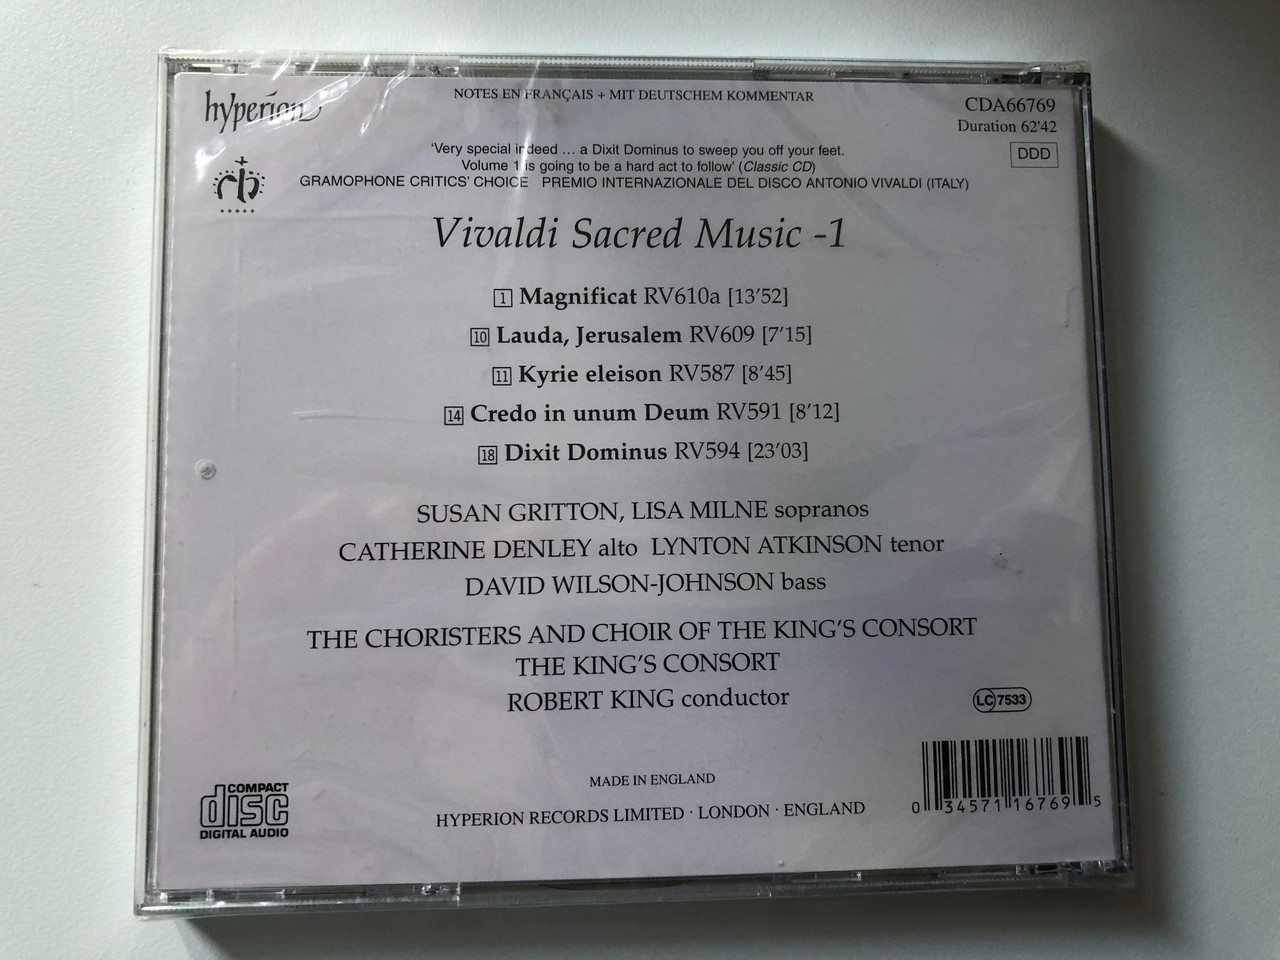 hyperion
NOTES EN FRANÇAIS + MIT DEUTSCHEM KOMMENTAR
CDA66769
Duration 62'42
DDD
'Very special indeed ... a Dixit Dominus to sweep you off your feet.
Volume 1 is going to be a hard act to follow' (Classic CD)
GRAMOPHONE CRITICS' CHOICE PREMIO INTERNAZIONALE DEL DISCO ANTONIO VIVALDI (ITALY)
Vivaldi Sacred Music -1
1 Magnificat RV610a [13'52]
10 Lauda, Jerusalem RV609 [7'15]
11 Kyrie eleison RV587 [8'45]
14 Credo in unum Deum RV591 [8'12]
18 Dixit Dominus RV594 [23'03]
SUSAN GRITTON, LISA MILNE sopranos
CATHERINE DENLEY alto LYNTON ATKINSON tenor
DAVID WILSON-JOHNSON bass
THE CHORISTERS AND CHOIR OF THE KING'S CONSORT
THE KING'S CONSORT
ROBERT KING conductor
LC 7533
MADE IN ENGLAND
HYPERION RECORDS LIMITED · LONDON · ENGLAND
COMPACT
disc
DIGITAL AUDIO
0 34571 16769 5